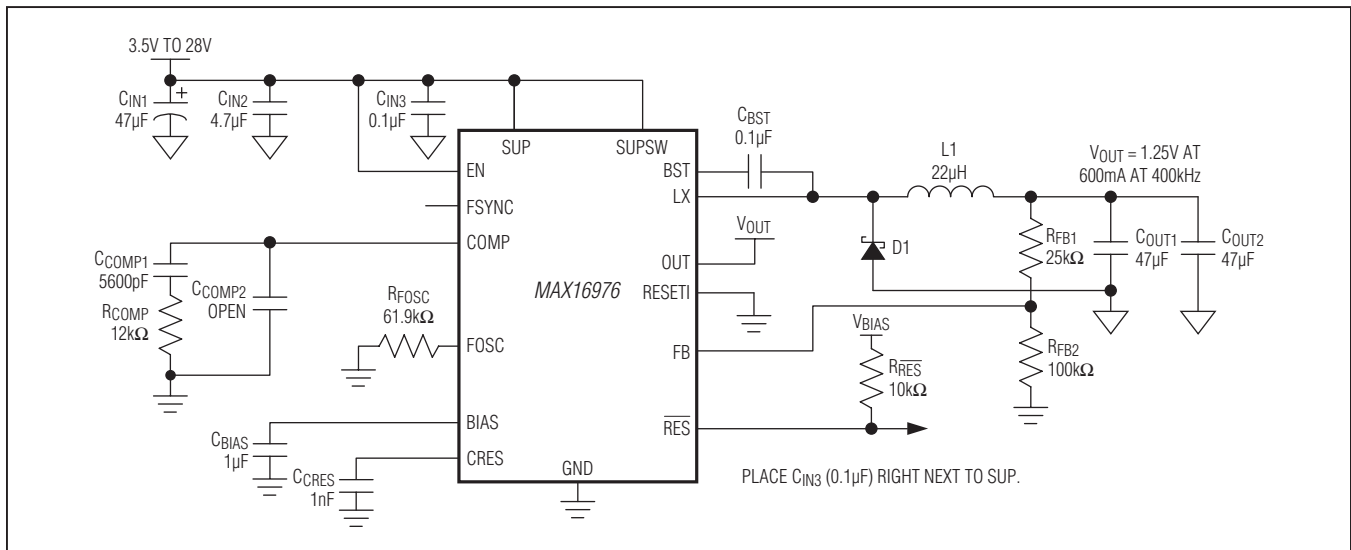 3.5V TO 28V
CIN1
47µF
+
CIN2
4.7µF
CIN3
0.1µF
SUP
SUPSW
EN
FSYNC
COMP
FOSC
BIAS
CRES
GND
MAX16976
BST
LX
OUT
RESETI
FB
RES
CCOMP1
5600pF
RCOMP
12kΩ
CCOMP2
OPEN
RFOSC
61.9kΩ
CBIAS
1µF
CCRES
1nF
CBST
0.1µF
L1
22µH
VOUT = 1.25V AT
600mA AT 400kHz
D1
VOUT
RFB1
25kΩ
COUT1
47µF
COUT2
47µF
VBIAS
RRES
10kΩ
RFB2
100kΩ
PLACE CIN3 (0.1µF) RIGHT NEXT TO SUP.